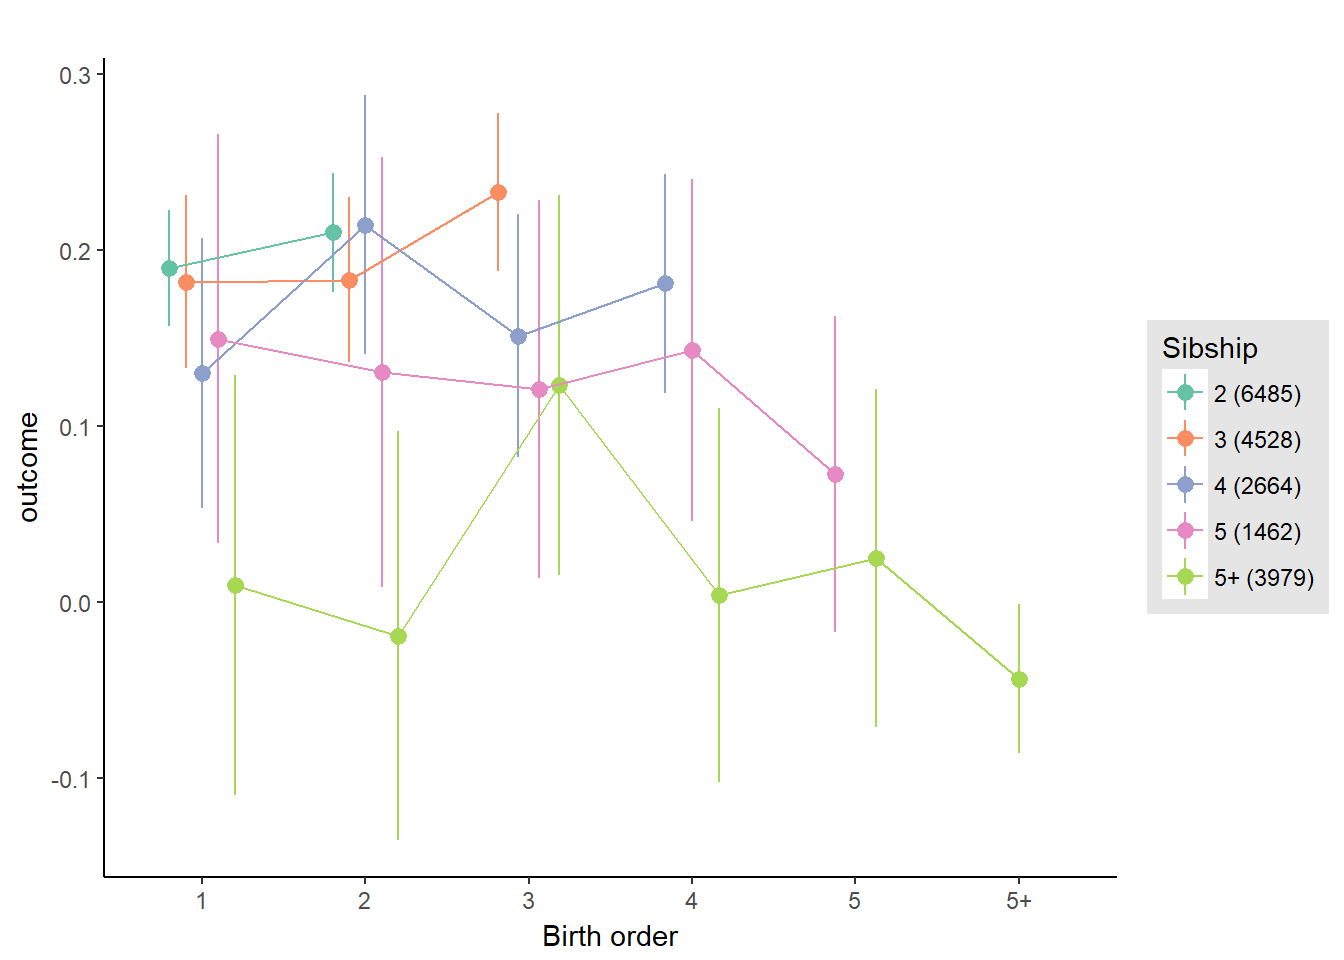 0.3
0.2
0.1
0.0
-0.1
outcome
1 2 3 4 5 5+
Birth order
Sibship
2 (6485)
3 (4528)
4 (2664)
5 (1462)
5+ (3979)